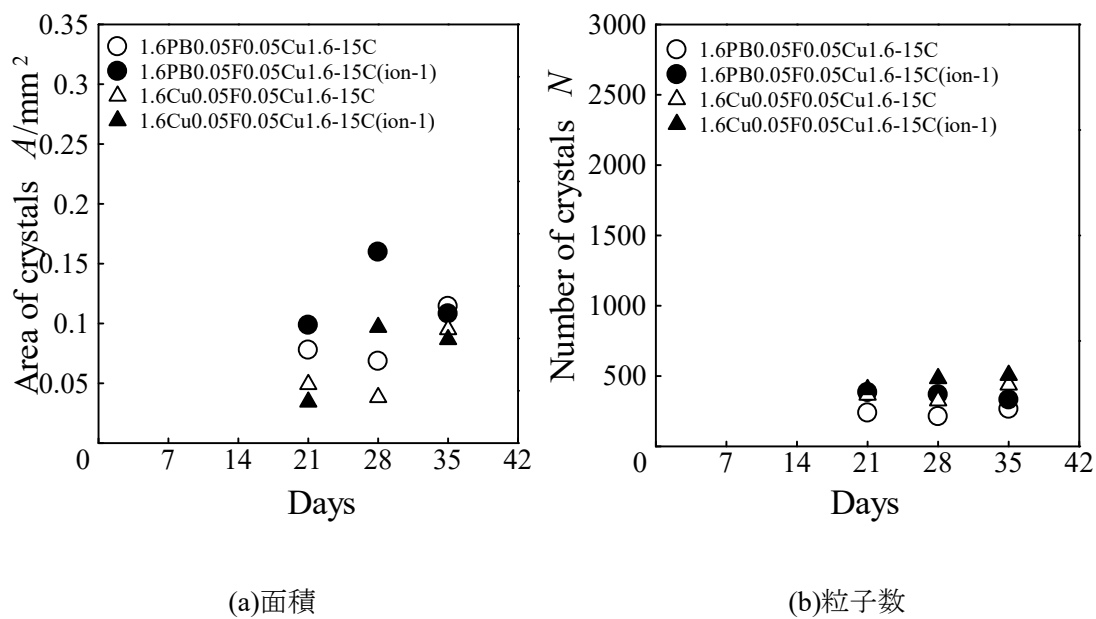 0.35
0.3
0.25
0.2
0.15
0.1
0.05
0
7
14
21
28
35
42
Area of crystals A/mm2
Days
1.6PB0.05F0.05Cu1.6-15C
1.6PB0.05F0.05Cu1.6-15C(ion-1)
1.6Cu0.05F0.05Cu1.6-15C
1.6Cu0.05F0.05Cu1.6-15C(ion-1)
(a)面積
3000
2500
2000
1500
1000
500
0
7
14
21
28
35
42
Number of crystals N
Days
1.6PB0.05F0.05Cu1.6-15C
1.6PB0.05F0.05Cu1.6-15C(ion-1)
1.6Cu0.05F0.05Cu1.6-15C
1.6Cu0.05F0.05Cu1.6-15C(ion-1)
(b)粒子数